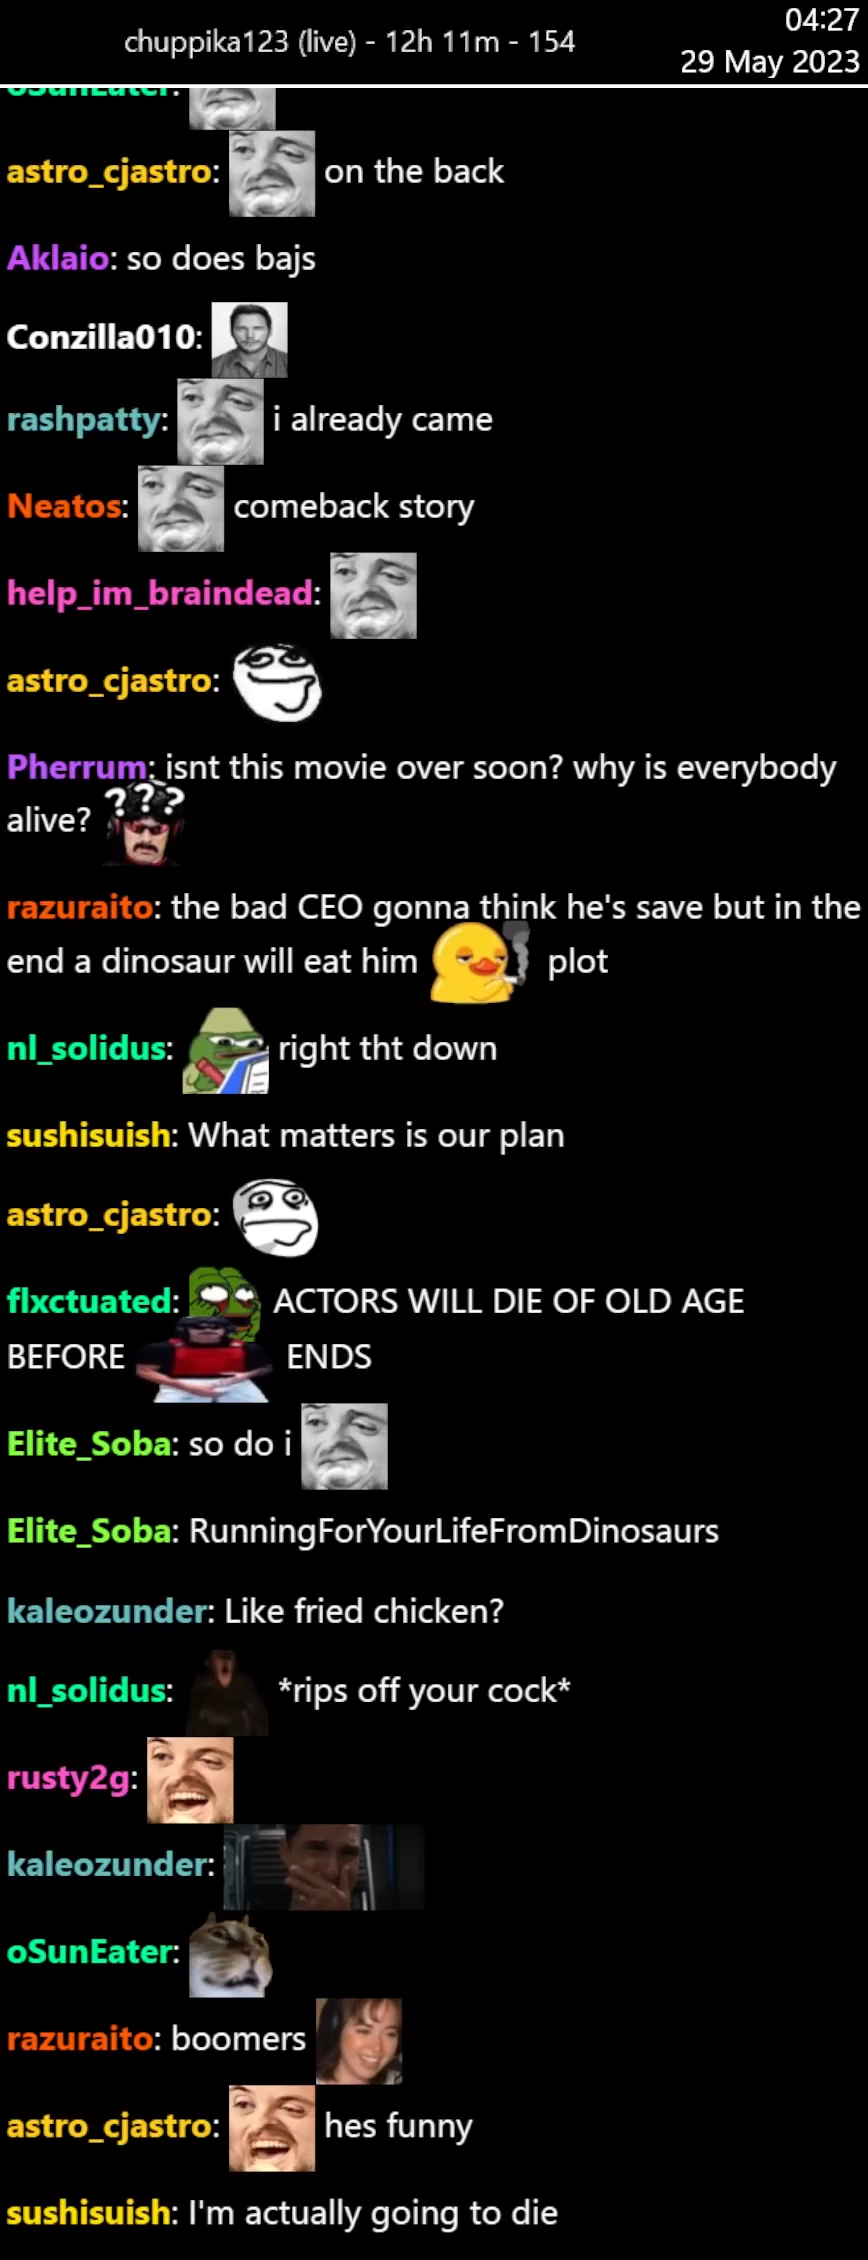 04:27
chuppika123 (live) - 12h 11m - 154
29 May 2023
oSunEater:
astro_cjastro: on the back
Aklaio: so does bajs
Conzilla010:
rashpatty: i already came
Neatos: comeback story
help_im_braindead:
astro_cjastro:
Pherrum: isnt this movie over soon? why is everybody
alive? ???
razuraito: the bad CEO gonna think he's save but in the
end a dinosaur will eat him plot
nl_solidus: right tht down
sushisuish: What matters is our plan
astro_cjastro:
flxctuated: ACTORS WILL DIE OF OLD AGE
BEFORE ENDS
Elite_Soba: so do i
Elite_Soba: RunningForYourLifeFromDinosaurs
kaleozunder: Like fried chicken?
nl_solidus: *rips off your cock*
rusty2g:
kaleozunder:
oSunEater:
razuraito: boomers
astro_cjastro: hes funny
sushisuish: I'm actually going to die